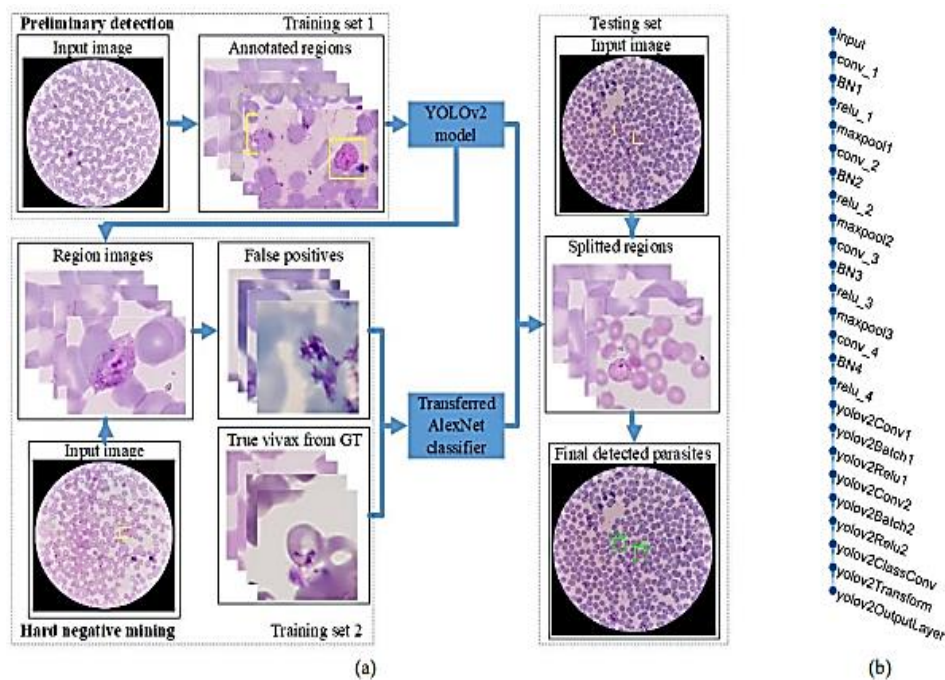 Preliminary detection
Training set 1
Input image
Annotated regions
YOLOv2
model
Testing set
Input image
Region images
False positives
Splitted regions
Transferred
AlexNet
classifier
Input image
True vivax from GT
Final detected parasites
Hard negative mining
Training set 2
(a)
input
conv_1
BN1
relu_1
maxpool1
conv_2
BN2
relu_2
maxpool2
conv_3
BN3
relu_3
maxpool3
conv_4
BN4
relu_4
yolov2Conv1
yolov2Batch1
yolov2Relu1
yolov2Conv2
yolov2Batch2
yolov2Relu2
yolov2ClassConv
yolov2Transform
yolov2OutputLayer
(b)